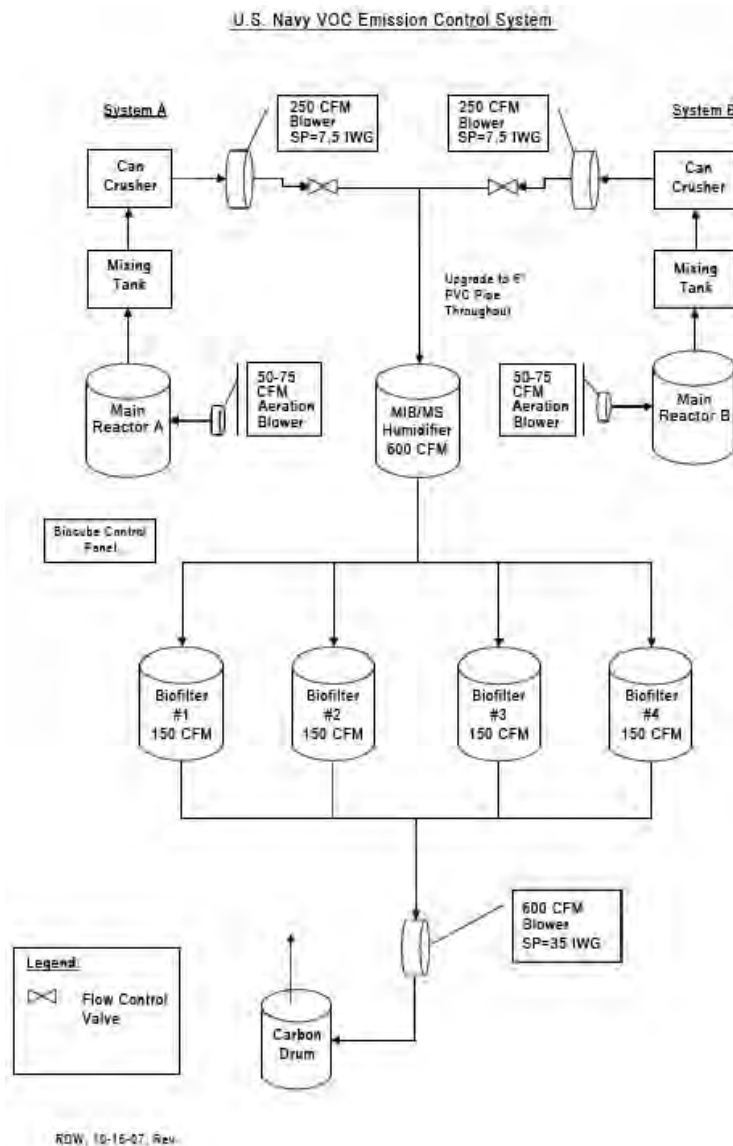 U.S. Navy VOC Emission Control System
System A
250 CFM
Blower
SP=7.5 IWG
250 CFM
Blower
SP=7.5 IWG
System
Can
Crusher
Can
Crusher
Mixing
Tank
Upgrade to 6"
PVC Pipe
Throughout
Mixing
Tank
Main
Reactor A
50-75
CFM
Aeration
Blower
MIB/MS
Humidifier
600 CFM
50-75
CFM
Aeration
Blower
Main
Reactor B
Biocube Control
Panel
Biofilter
#1
150 CFM
Biofilter
#2
150 CFM
Biofilter
#3
150 CFM
Biofilter
#4
150 CFM
600 CFM
Blower
SP=35 IWG
Legend:
Flow Control
Valve
Carbon
Drum
RDW, 10-15-07, Rev.